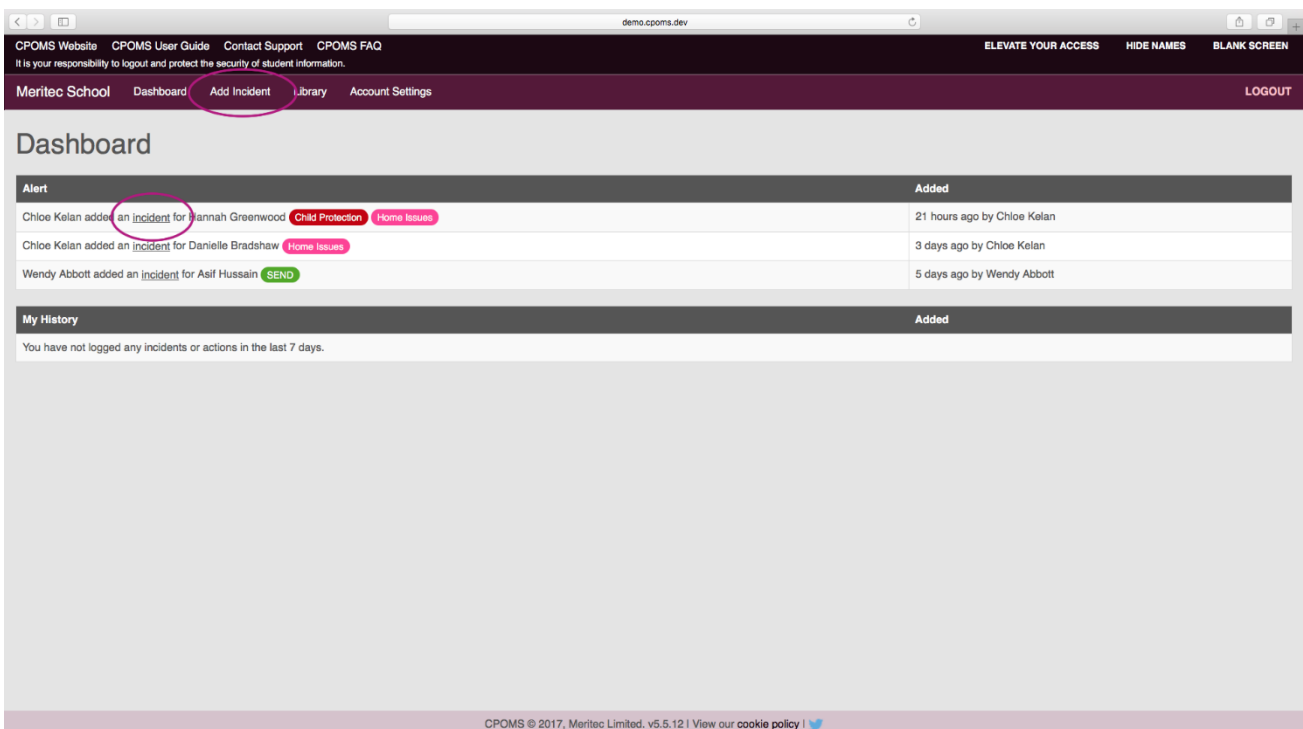 demo.cpoms.dev
CPOMS Website CPOMS User Guide Contact Support CPOMS FAQ ELEVATE YOUR ACCESS HIDE NAMES BLANK SCREEN
It is your responsibility to logout and protect the security of student information.
Meritec School Dashboard Add Incident Library Account Settings LOGOUT
Dashboard
Alert Added
Chloe Kelan added an incident for Hannah Greenwood Child Protection Home Issues 21 hours ago by Chloe Kelan
Chloe Kelan added an incident for Danielle Bradshaw Home Issues 3 days ago by Chloe Kelan
Wendy Abbott added an incident for Asif Hussain SEND 5 days ago by Wendy Abbott
My History Added
You have not logged any incidents or actions in the last 7 days.
CPOMS © 2017, Meritec Limited. v5.5.12 | View our cookie policy |